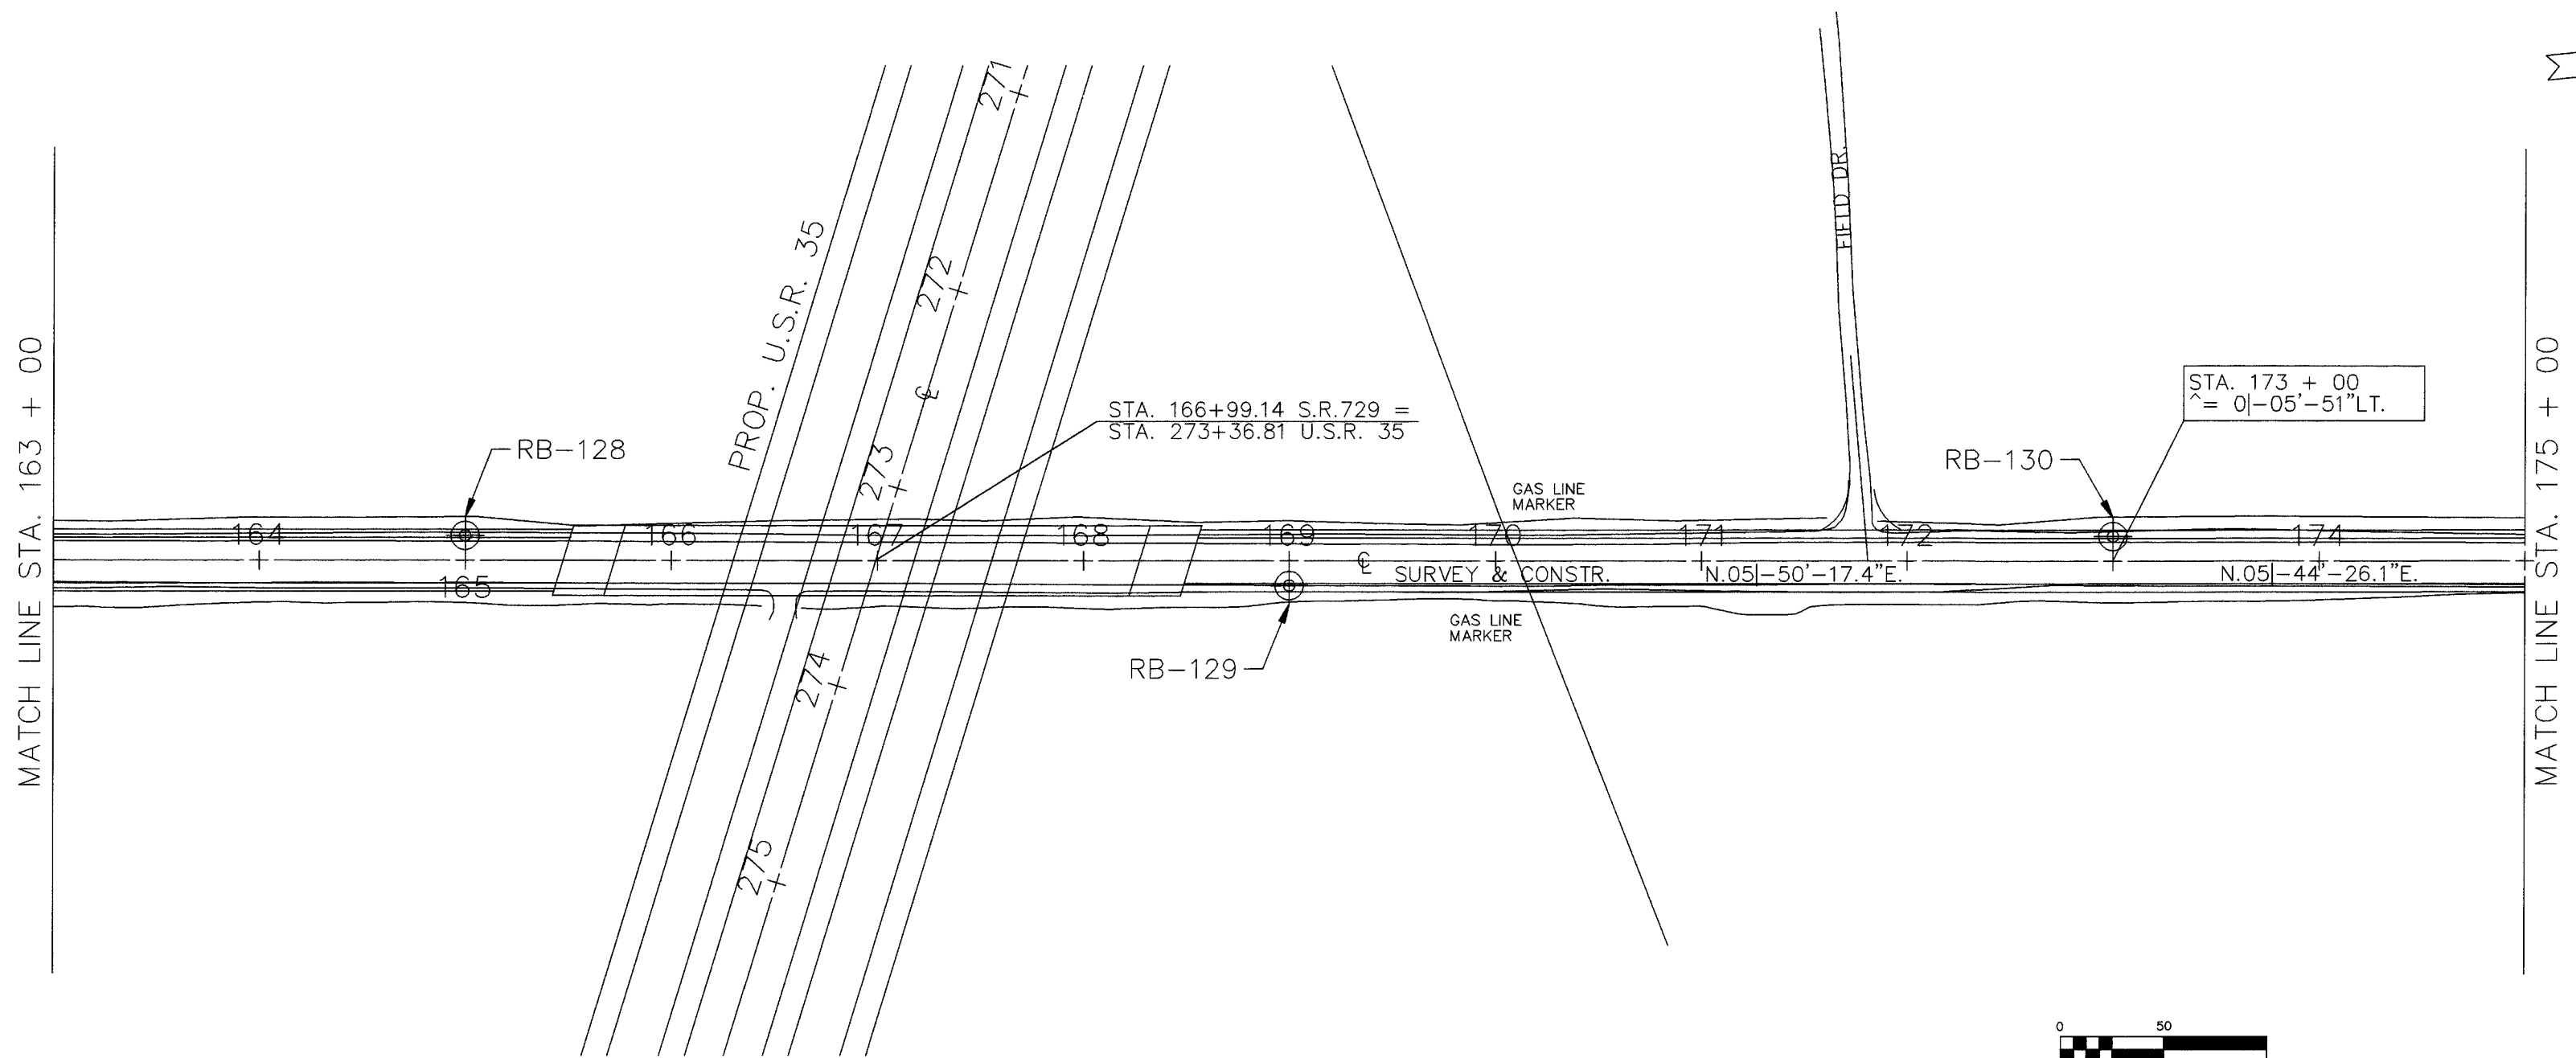 MATCH LINE STA. 163 + 00
PROP. U.S.R. 35
271
272
℄
273
274
275
STA. 166+99.14 S.R.729 =
STA. 273+36.81 U.S.R. 35
FIELD DR.
STA. 173 + 00
^= 0|-05'-51"LT.
RB-128
RB-130
GAS LINE
MARKER
164
165
166
167
168
169
170
171
172
174
℄
SURVEY & CONSTR.
N.05|-50'-17.4"E.
N.05|-44'-26.1"E.
GAS LINE
MARKER
RB-129
MATCH LINE STA. 175 + 00
0
50